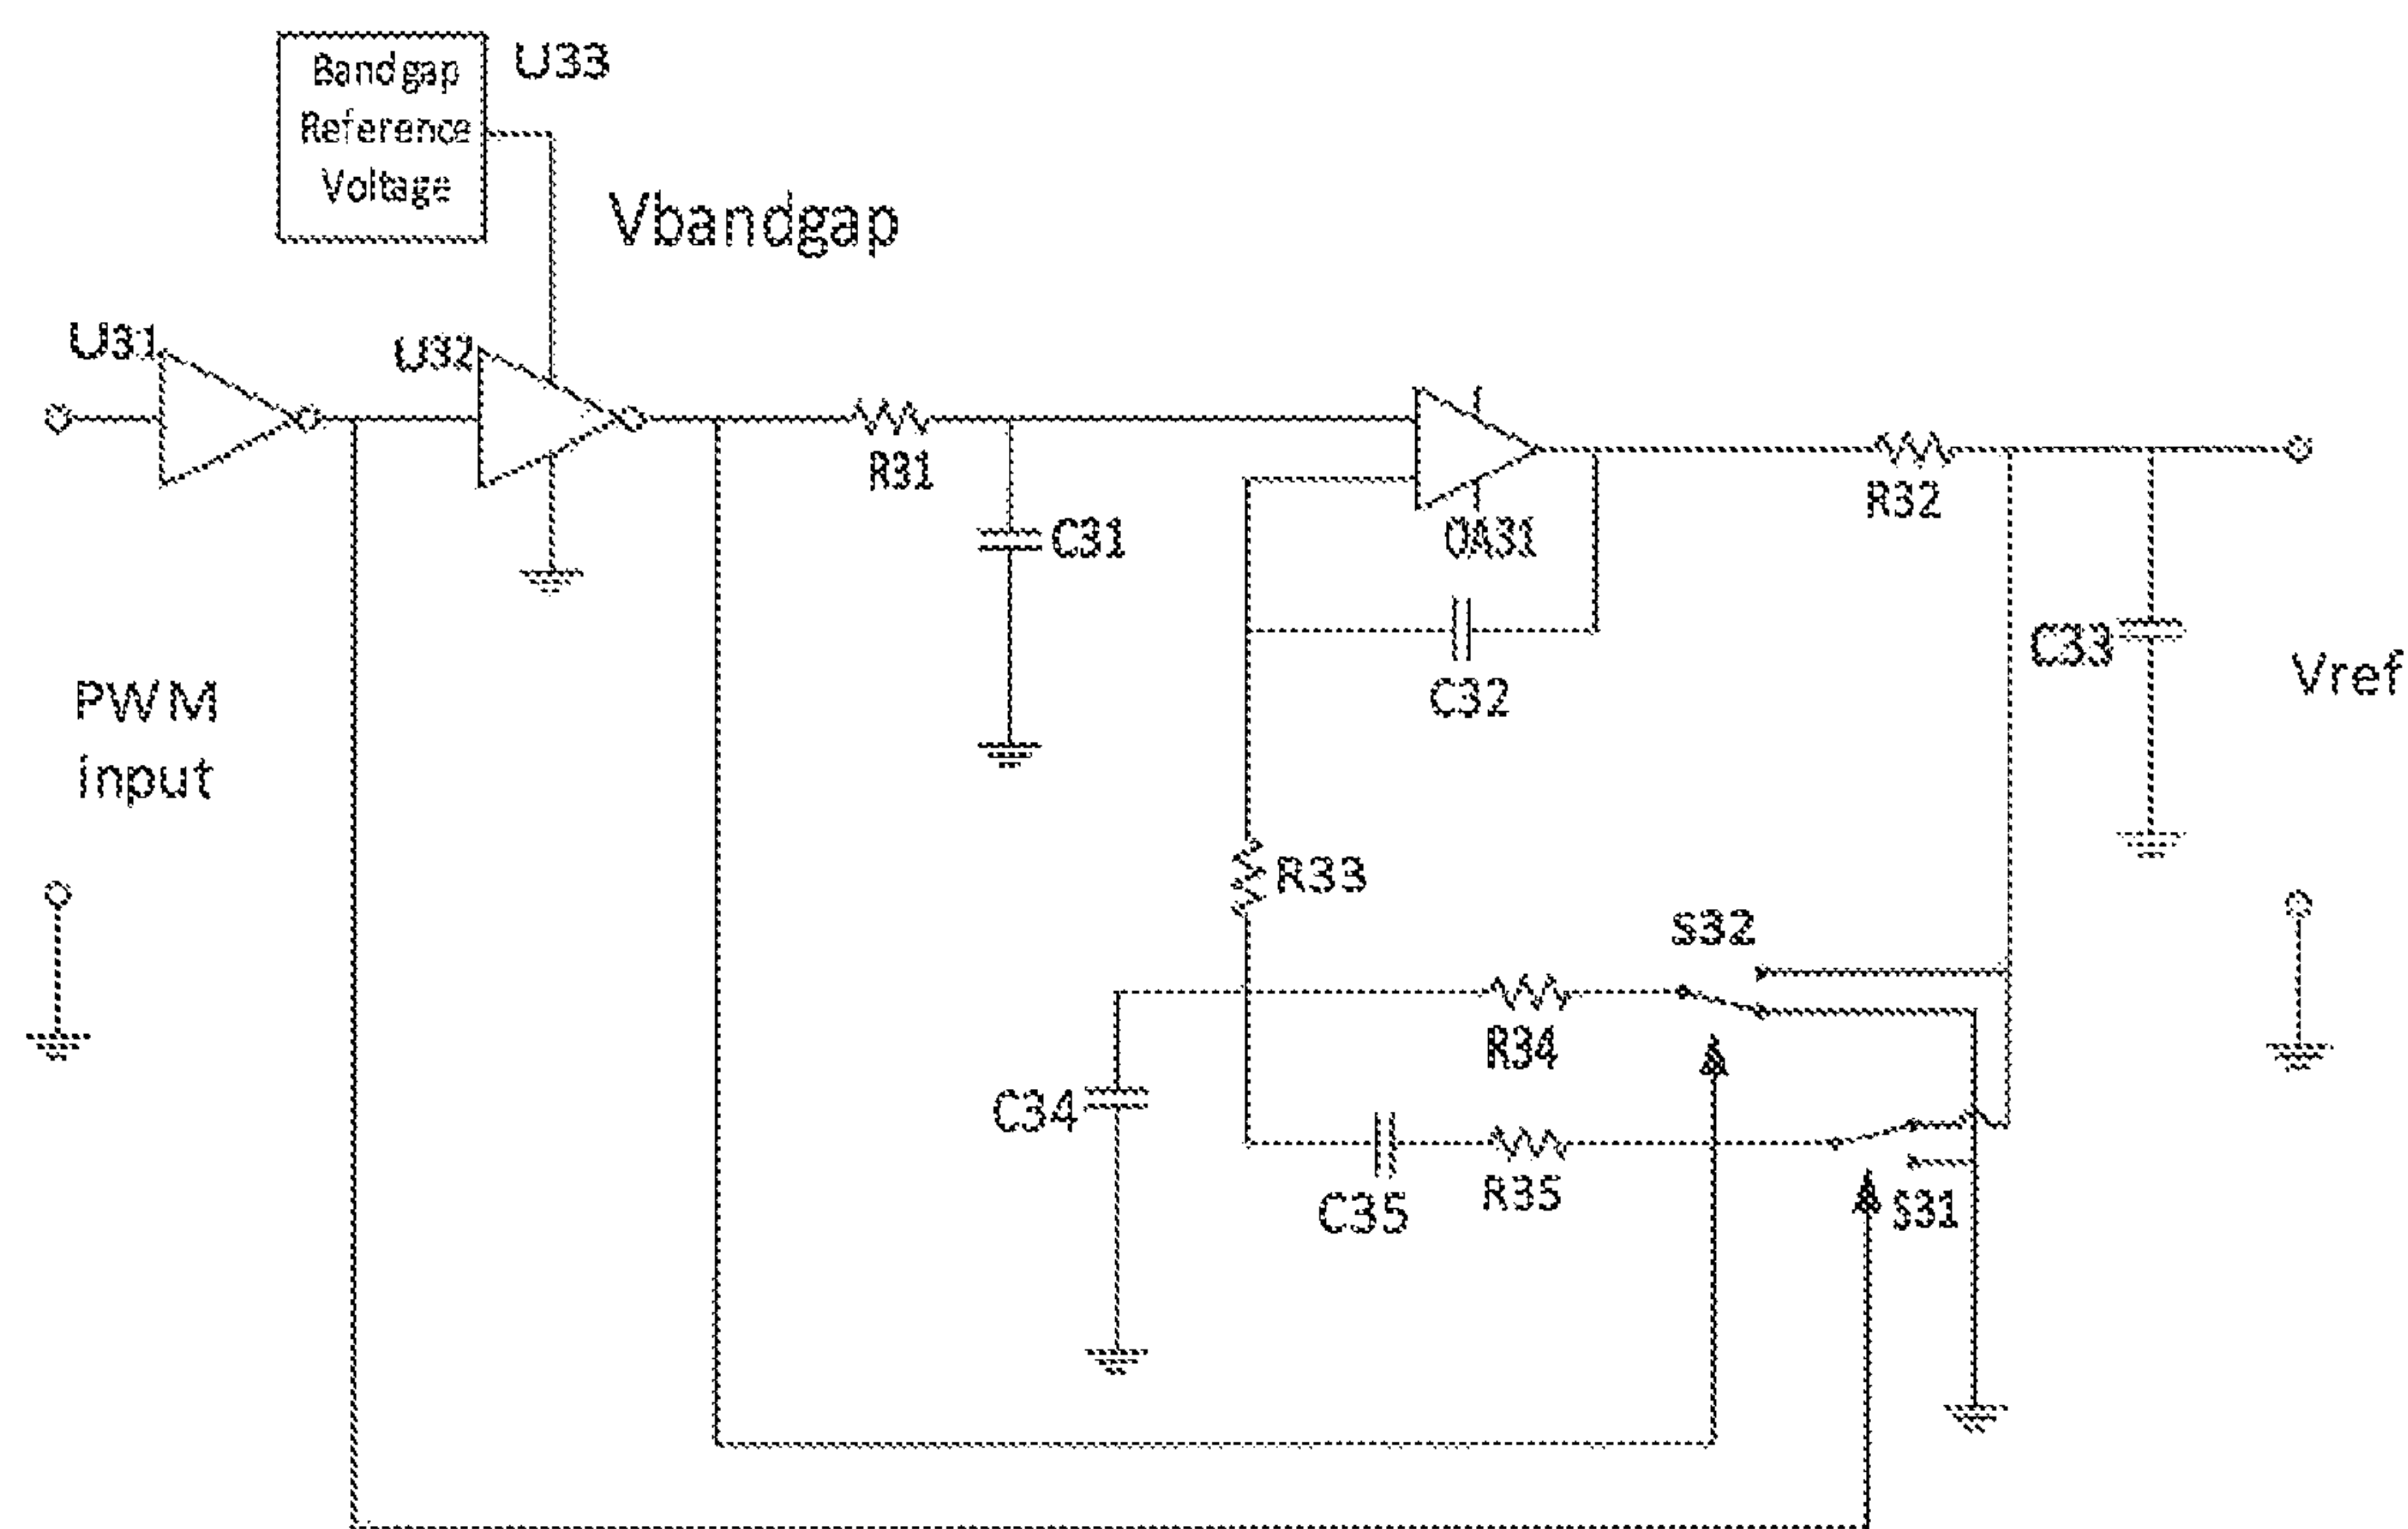 Bandgap
Reference
Voltage
U33
Vbandgap
U31
U32
R31
C31
OA31
R32
C32
C33
Vref
PWM
Input
R33
S32
R34
C34
C35
R35
S31